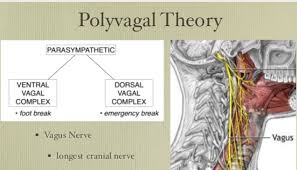 Polyvagal Theory
PARASYMPATHETIC
VENTRAL
VAGAL
COMPLEX
• foot break
DORSAL
VAGAL
COMPLEX
• emergency break
Vagus Nerve
longest cranial nerve
Vagus